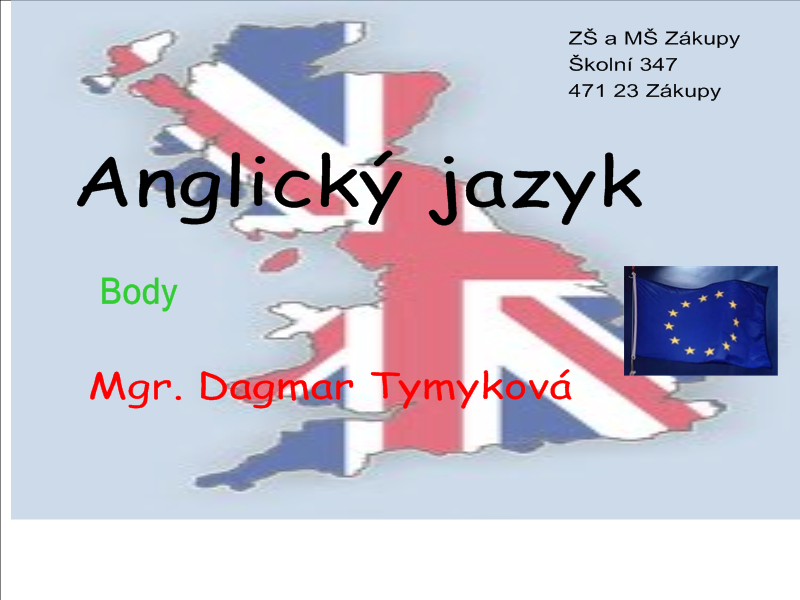 ZŠ a MŠ Zákupy
Školní 347
471 23 Zákupy
Anglický jazyk
Body
Mgr. Dagmar Tymyková